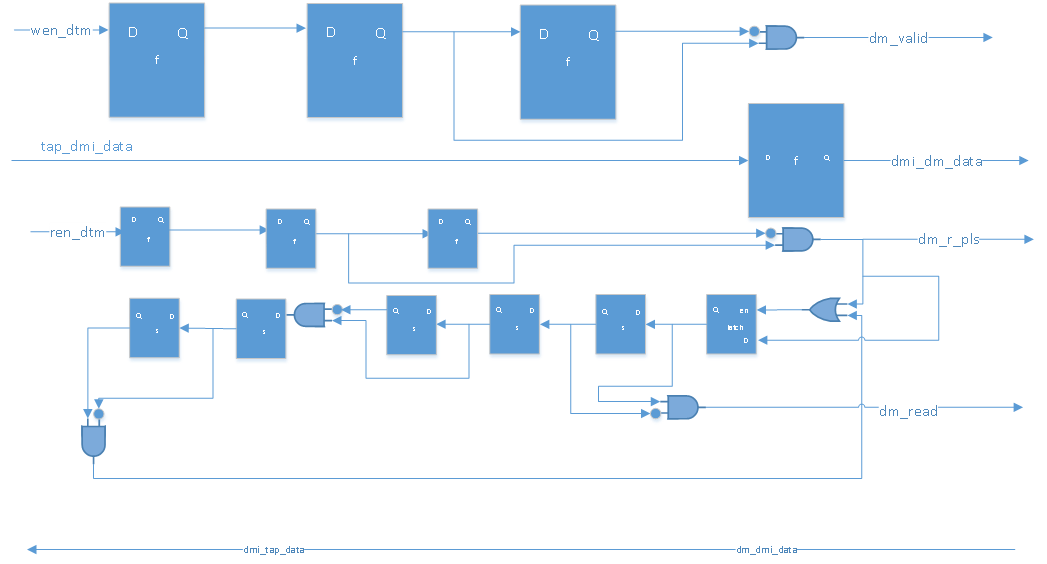 wen_dtm
D Q
f
D Q
f
D Q
f
dm_valid
tap_dmi_data
D f Q
dmi_dm_data
ren_dtm
D Q
f
D Q
f
D Q
f
dm_r_pls
Q D
s
Q D
s
Q D
s
Q D
s
Q D
s
Q en
latch
D
dm_read
dmi_tap_data
dm_dmi_data